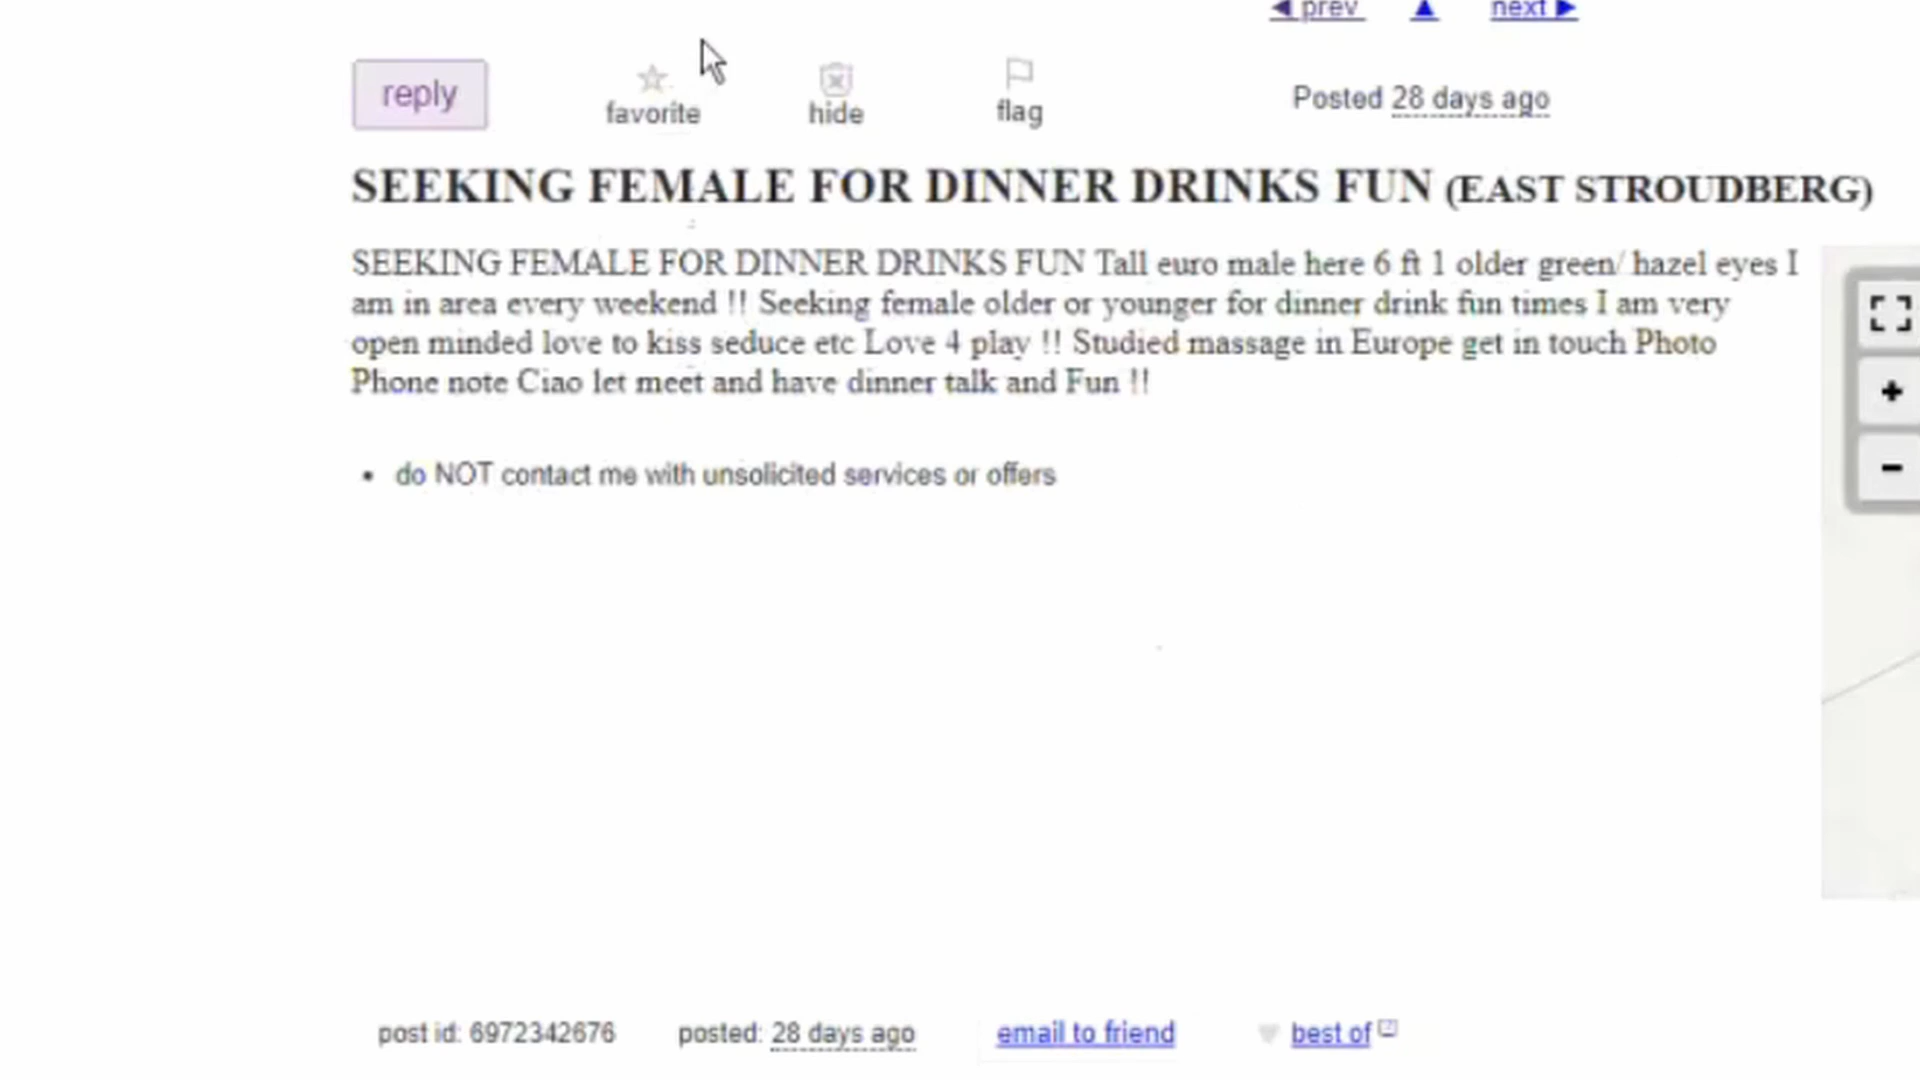 ◀ prev ▲ next ▶
reply
favorite
hide
flag
Posted 28 days ago
SEEKING FEMALE FOR DINNER DRINKS FUN (EAST STROUDBERG)
SEEKING FEMALE FOR DINNER DRINKS FUN Tall euro male here 6 ft 1 older green/ hazel eyes I
am in area every weekend !! Seeking female older or younger for dinner drink fun times I am very
open minded love to kiss seduce etc Love 4 play !! Studied massage in Europe get in touch Photo
Phone note Ciao let meet and have dinner talk and Fun !!
• do NOT contact me with unsolicited services or offers
+
−
post id: 6972342676 posted: 28 days ago email to friend ♥ best of [?]